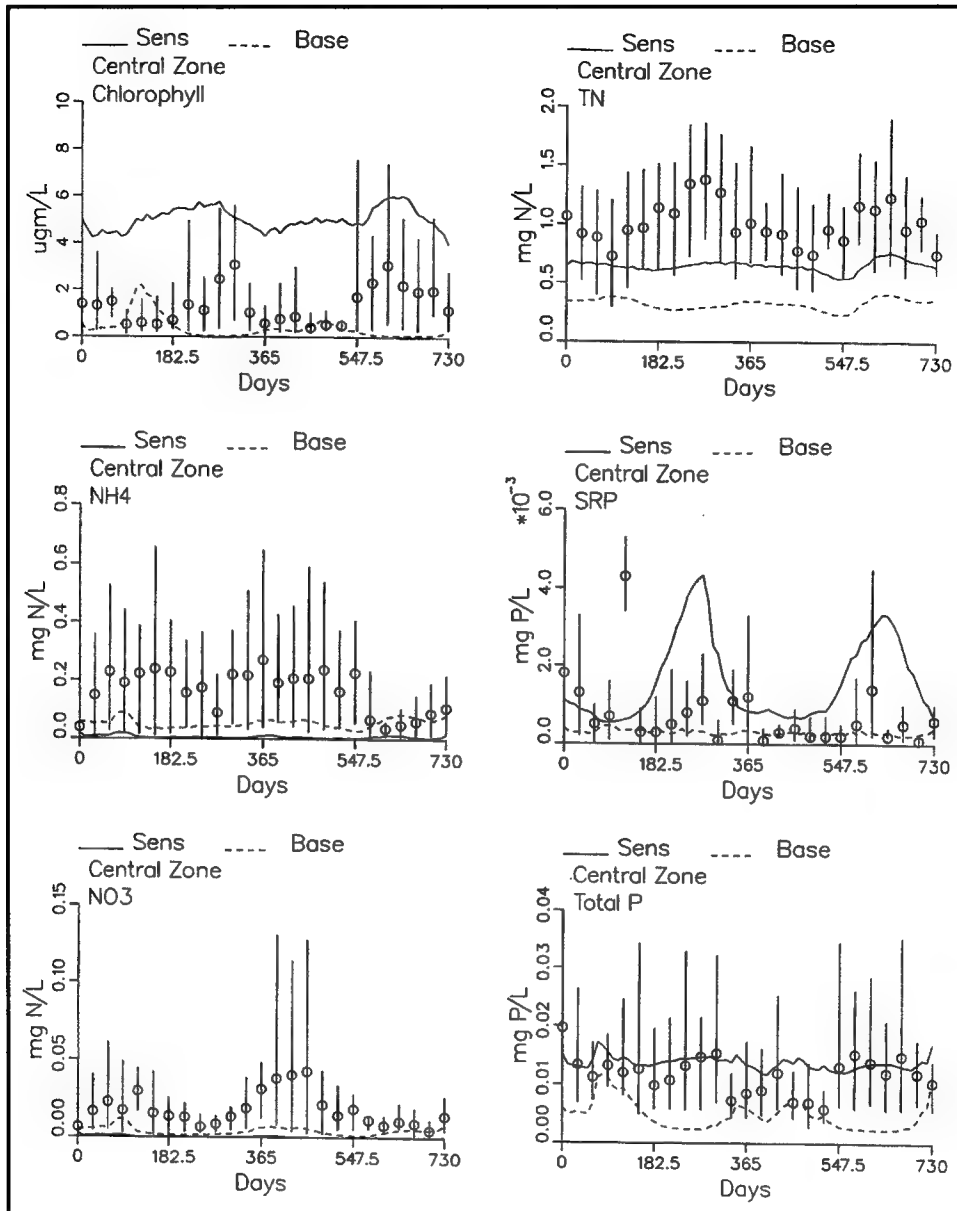 Sens Base
Central Zone
Chlorophyll
ugm/L
10
8
6
4
2
0
0 182.5 365 547.5 730
Days
Sens Base
Central Zone
TN
mg N/L
2.0
1.5
1.0
0.5
0.0
0 182.5 365 547.5 730
Days
Sens Base
Central Zone
NH4
mg N/L
0.8
0.6
0.4
0.2
0.0
0 182.5 365 547.5 730
Days
Sens Base
Central Zone
SRP
*10⁻³
mg P/L
6.0
4.0
2.0
0.0
0 182.5 365 547.5 730
Days
Sens Base
Central Zone
NO3
mg N/L
0.15
0.10
0.05
0.00
0 182.5 365 547.5 730
Days
Sens Base
Central Zone
Total P
mg P/L
0.04
0.03
0.02
0.01
0.00
0 182.5 365 547.5 730
Days